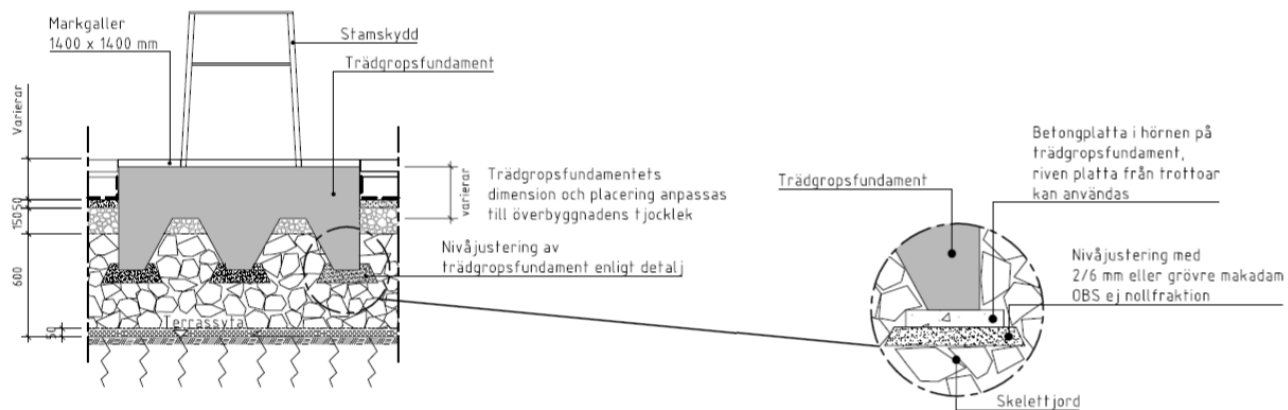 Markgaller
1400 x 1400 mm
Stamskydd
Trädgropsfundament
Varierar
varierar
Trädgropsfundamentets
dimension och placering anpassas
till överbyggnadens tjocklek
150
50
600
50
Nivåjustering av
trädgropsfundament enligt detalj
Terrassyta
Trädgropsfundament
Betongplatta i hörnen på
trädgropsfundament,
riven platta från trottoar
kan användas
Nivåjustering med
2/6 mm eller grövre makadam
OBS ej nollfraktion
Skelettjord